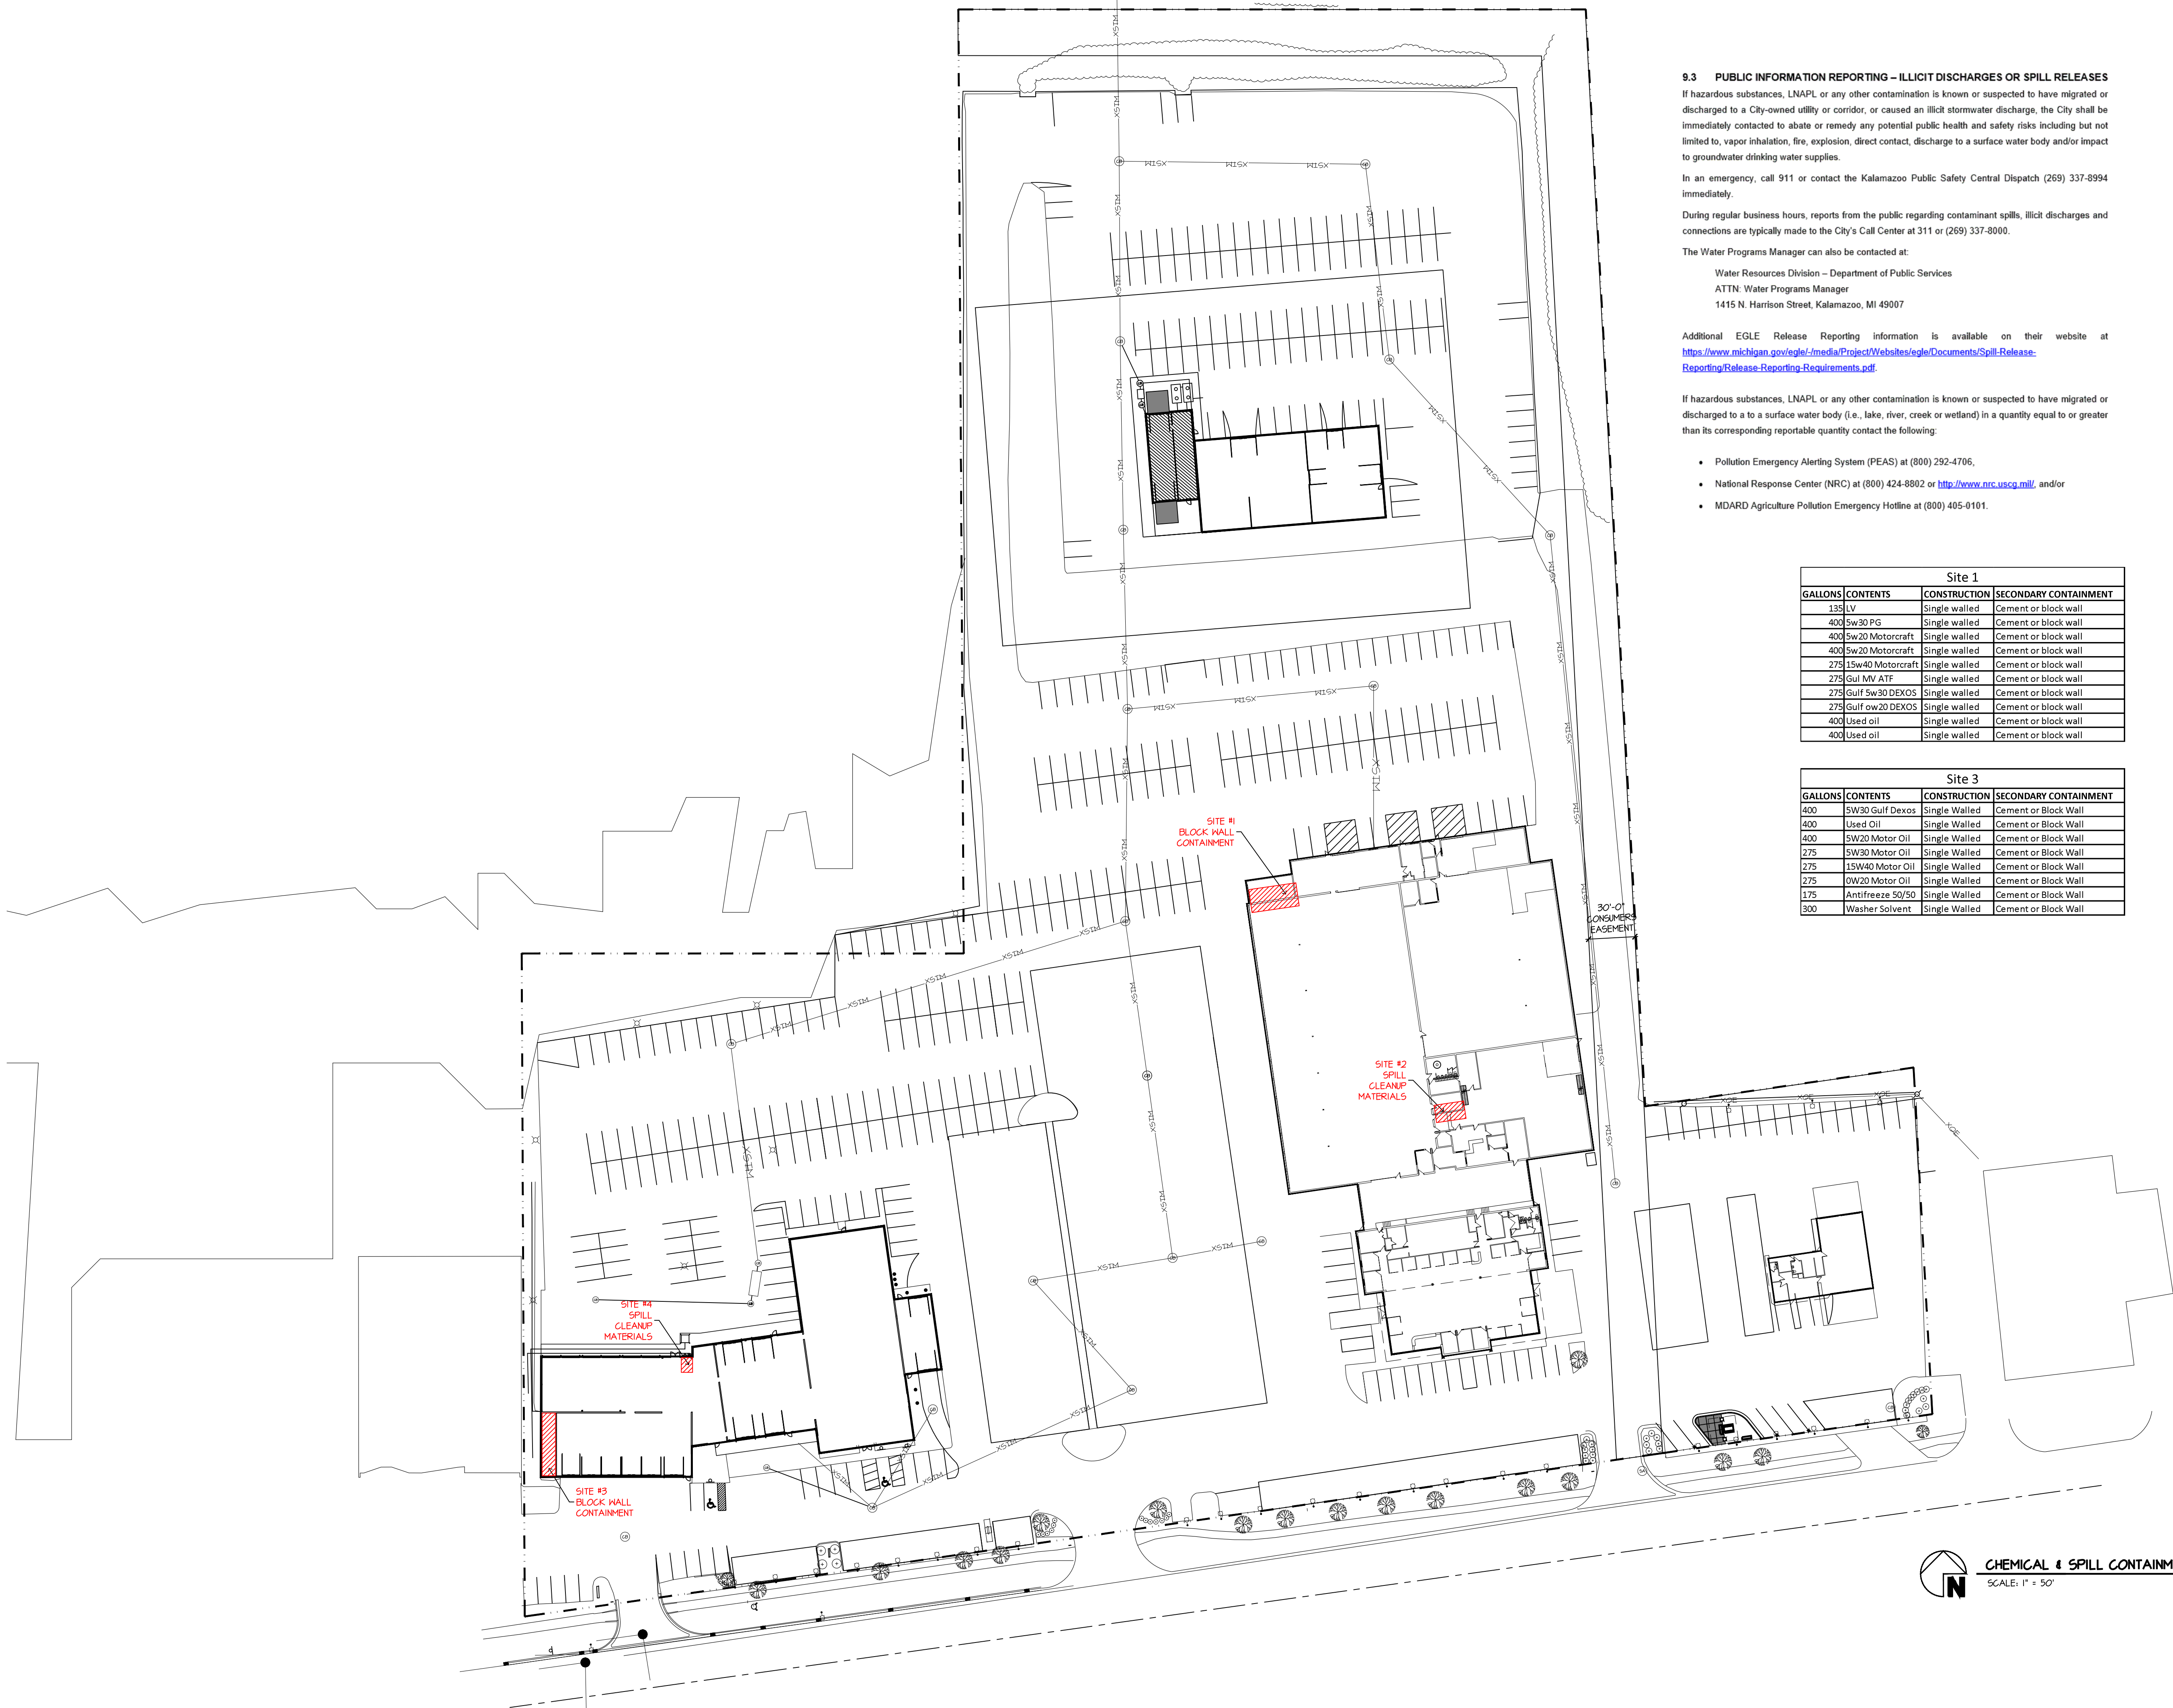 9.3 PUBLIC INFORMATION REPORTING – ILLICIT DISCHARGES OR SPILL RELEASES
If hazardous substances, LNAPL or any other contamination is known or suspected to have migrated or
discharged to a City-owned utility or corridor, or caused an illicit stormwater discharge, the City shall be
immediately contacted to abate or remedy any potential public health and safety risks including but not
limited to, vapor inhalation, fire, explosion, direct contact, discharge to a surface water body and/or impact
to groundwater drinking water supplies.
In an emergency, call 911 or contact the Kalamazoo Public Safety Central Dispatch (269) 337-8994
immediately.
During regular business hours, reports from the public regarding contaminant spills, illicit discharges and
connections are typically made to the City's Call Center at 311 or (269) 337-8000.
The Water Programs Manager can also be contacted at:
Water Resources Division – Department of Public Services
ATTN: Water Programs Manager
1415 N. Harrison Street, Kalamazoo, MI 49007
Additional EGLE Release Reporting information is available on their website at
https://www.michigan.gov/egle/-/media/Project/Websites/egle/Documents/Spill-Release-
Reporting/Release-Reporting-Requirements.pdf.
If hazardous substances, LNAPL or any other contamination is known or suspected to have migrated or
discharged to a to a surface water body (i.e., lake, river, creek or wetland) in a quantity equal to or greater
than its corresponding reportable quantity contact the following:
• Pollution Emergency Alerting System (PEAS) at (800) 292-4706,
• National Response Center (NRC) at (800) 424-8802 or http://www.nrc.uscg.mil/, and/or
• MDARD Agriculture Pollution Emergency Hotline at (800) 405-0101.
Site 1
GALLONS CONTENTS CONSTRUCTION SECONDARY CONTAINMENT
135 LV Single walled Cement or block wall
400 5w30 PG Single walled Cement or block wall
400 5w20 Motorcraft Single walled Cement or block wall
400 5w20 Motorcraft Single walled Cement or block wall
275 15w40 Motorcraft Single walled Cement or block wall
275 Gul MV ATF Single walled Cement or block wall
275 Gulf 5w30 DEXOS Single walled Cement or block wall
275 Gulf ow20 DEXOS Single walled Cement or block wall
400 Used oil Single walled Cement or block wall
400 Used oil Single walled Cement or block wall
Site 3
GALLONS CONTENTS CONSTRUCTION SECONDARY CONTAINMENT
400 5W30 Gulf Dexos Single Walled Cement or Block Wall
400 Used Oil Single Walled Cement or Block Wall
400 5W20 Motor Oil Single Walled Cement or Block Wall
275 5W30 Motor Oil Single Walled Cement or Block Wall
275 15W40 Motor Oil Single Walled Cement or Block Wall
275 0W20 Motor Oil Single Walled Cement or Block Wall
175 Antifreeze 50/50 Single Walled Cement or Block Wall
300 Washer Solvent Single Walled Cement or Block Wall
SITE #1
BLOCK WALL
CONTAINMENT
30'-0"
CONSUMERS
EASEMENT
SITE #2
SPILL
CLEANUP
MATERIALS
SITE #4
SPILL
CLEANUP
MATERIALS
SITE #3
BLOCK WALL
CONTAINMENT
N
CHEMICAL & SPILL CONTAINM
SCALE: 1" = 50'